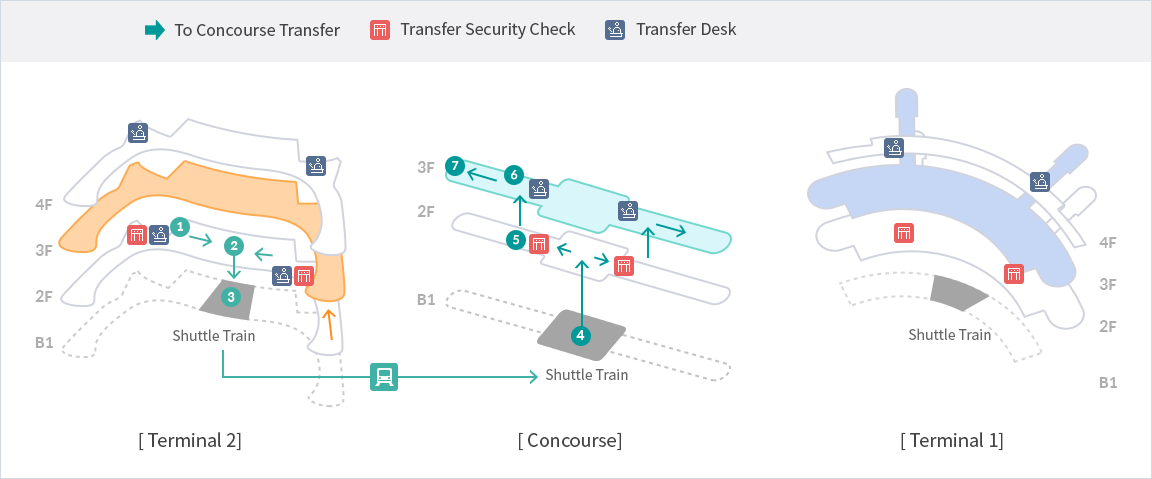 To Concourse Transfer
Transfer Security Check
Transfer Desk
4F
3F
2F
B1
1
2
3
Shuttle Train
[ Terminal 2]
3F
2F
B1
7
6
5
4
Shuttle Train
[ Concourse]
4F
3F
2F
B1
Shuttle Train
[ Terminal 1]